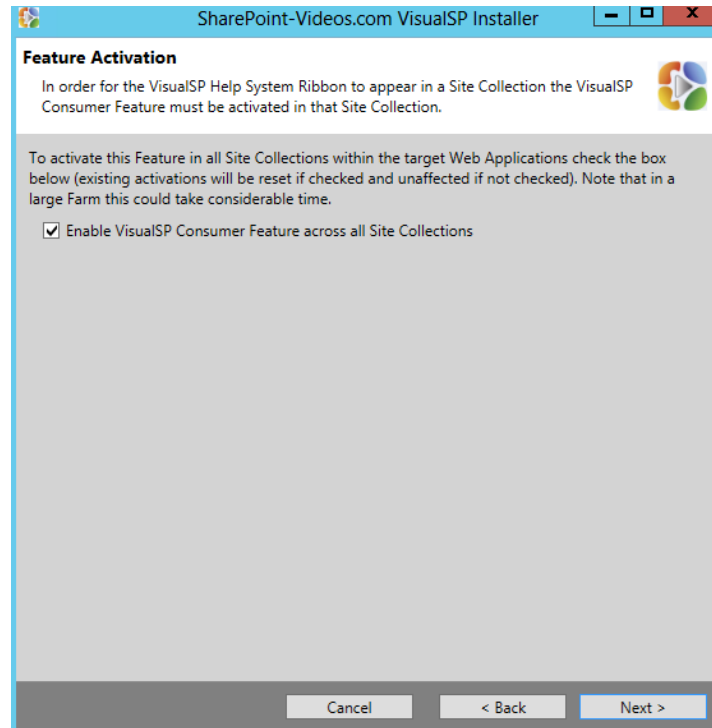 SharePoint-Videos.com VisualSP Installer
Feature Activation
In order for the VisualSP Help System Ribbon to appear in a Site Collection the VisualSP
Consumer Feature must be activated in that Site Collection.
To activate this Feature in all Site Collections within the target Web Applications check the box
below (existing activations will be reset if checked and unaffected if not checked). Note that in a
large Farm this could take considerable time.
Enable VisualSP Consumer Feature across all Site Collections
Cancel
< Back
Next >